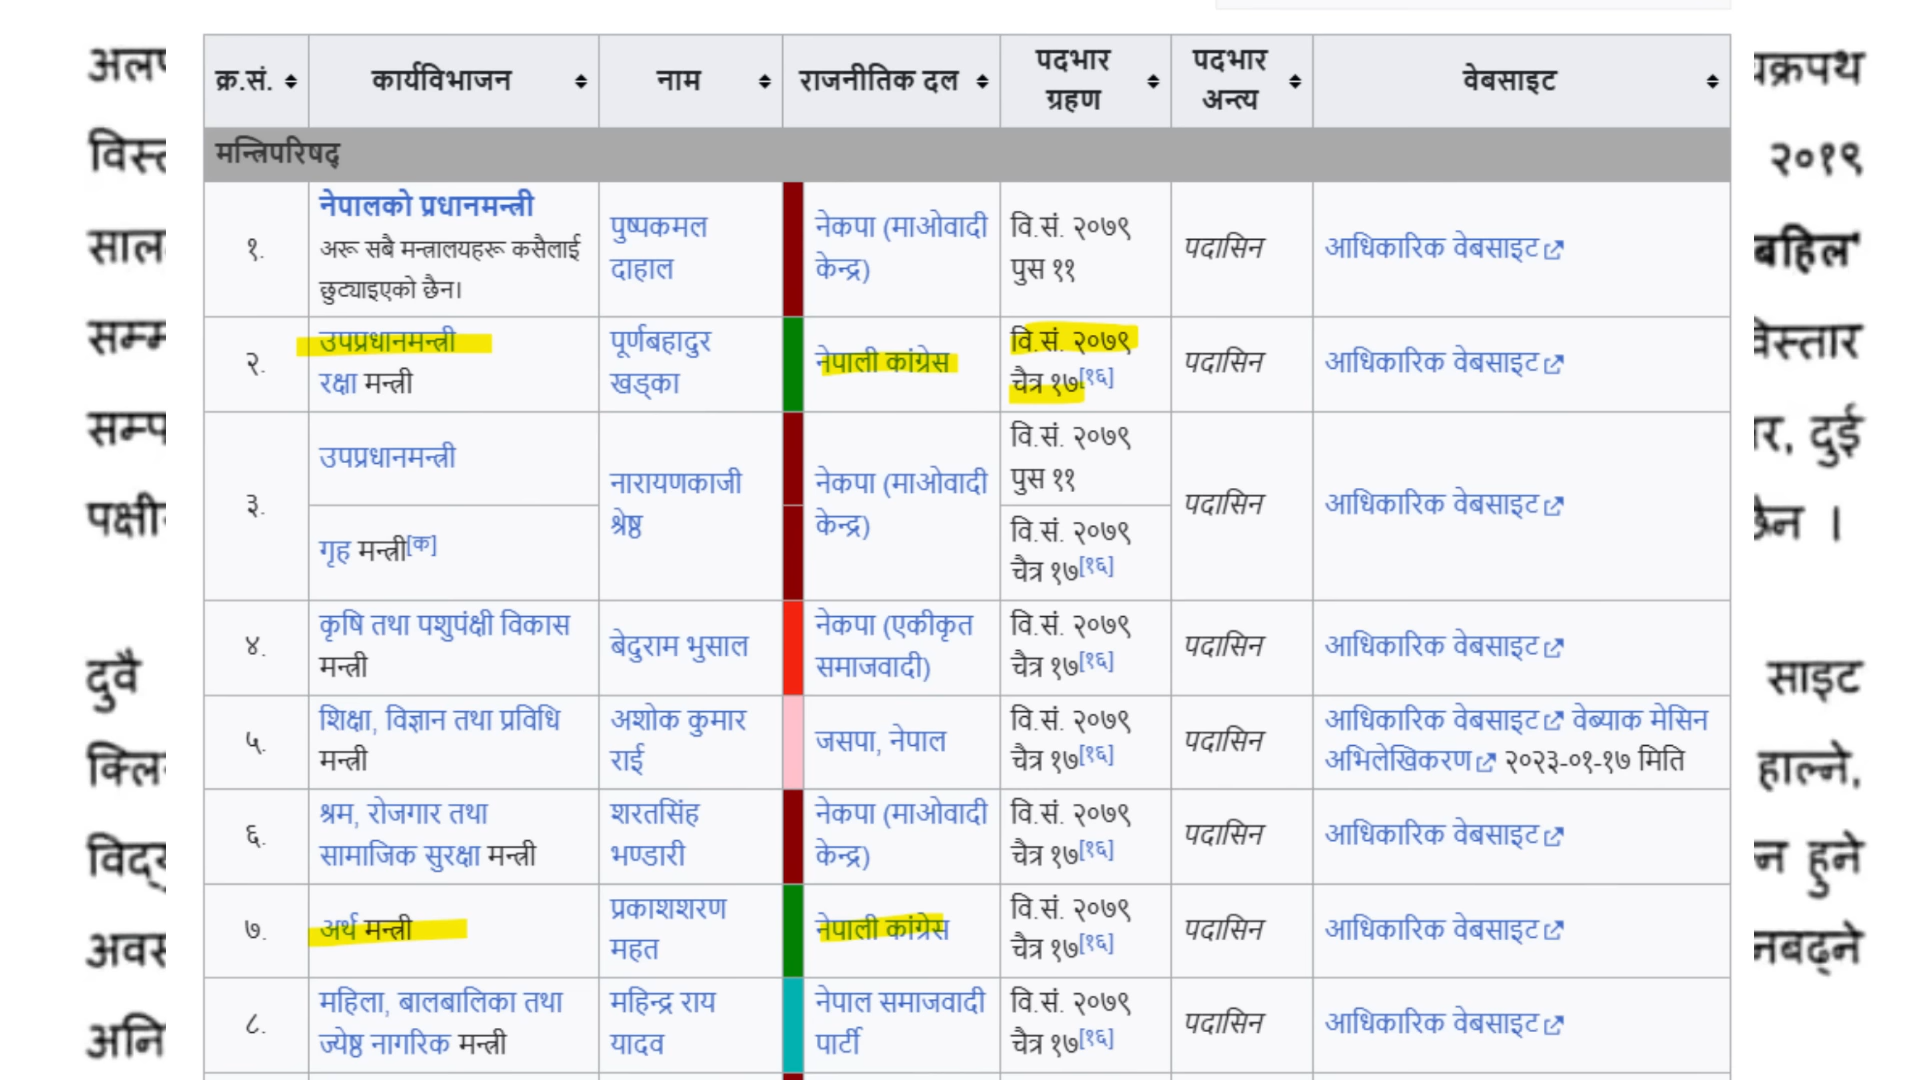 क्र.सं. कार्यविभाजन नाम राजनीतिक दल पदभार ग्रहण पदभार अन्त्य वेबसाइट
मन्त्रिपरिषद्
१. नेपालको प्रधानमन्त्री
अरू सबै मन्त्रालयहरू कसैलाई
छुट्याइएको छैन।
पुष्पकमल
दाहाल
नेकपा (माओवादी
केन्द्र)
वि.सं. २०७९
पुस ११
पदासिन
आधिकारिक वेबसाइट
२. उपप्रधानमन्त्री
रक्षा मन्त्री
पूर्णबहादुर
खड्का
नेपाली कांग्रेस
वि.सं. २०७९
चैत्र १७[१६]
पदासिन
आधिकारिक वेबसाइट
३. उपप्रधानमन्त्री
गृह मन्त्री[क]
नारायणकाजी
श्रेष्ठ
नेकपा (माओवादी
केन्द्र)
वि.सं. २०७९
पुस ११
वि.सं. २०७९
चैत्र १७[१६]
पदासिन
आधिकारिक वेबसाइट
४. कृषि तथा पशुपंक्षी विकास
मन्त्री
बेदुराम भुसाल
नेकपा (एकीकृत
समाजवादी)
वि.सं. २०७९
चैत्र १७[१६]
पदासिन
आधिकारिक वेबसाइट
५. शिक्षा, विज्ञान तथा प्रविधि
मन्त्री
अशोक कुमार
राई
जसपा, नेपाल
वि.सं. २०७९
चैत्र १७[१६]
पदासिन
आधिकारिक वेबसाइट वेब्याक मेसिन
अभिलेखिकरण २०२३-०१-१७ मिति
६. श्रम, रोजगार तथा
सामाजिक सुरक्षा मन्त्री
शरतसिंह
भण्डारी
नेकपा (माओवादी
केन्द्र)
वि.सं. २०७९
चैत्र १७[१६]
पदासिन
आधिकारिक वेबसाइट
७. अर्थ मन्त्री
प्रकाशशरण
महत
नेपाली कांग्रेस
वि.सं. २०७९
चैत्र १७[१६]
पदासिन
आधिकारिक वेबसाइट
८. महिला, बालबालिका तथा
ज्येष्ठ नागरिक मन्त्री
महिन्द्र राय
यादव
नेपाल समाजवादी
पार्टी
वि.सं. २०७९
चैत्र १७[१६]
पदासिन
आधिकारिक वेबसाइट
२०१९
दुई
दुवै
साइट
हाल्ने,
हुने